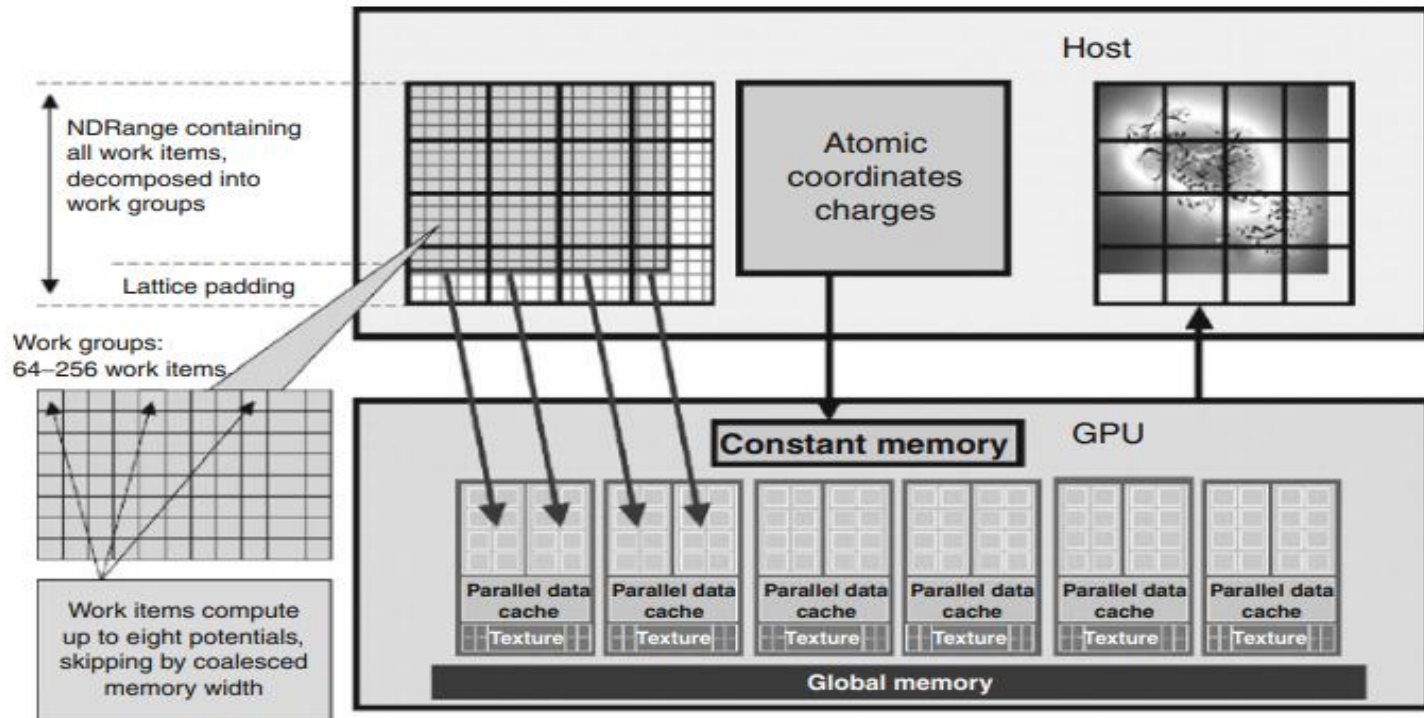 Host
NDRange containing
all work items,
decomposed into
work groups
Atomic
coordinates
charges
Lattice padding
Work groups:
64–256 work items
Constant memory
GPU
Parallel data
cache
Parallel data
cache
Parallel data
cache
Parallel data
cache
Parallel data
cache
Parallel data
cache
Texture
Texture
Texture
Texture
Texture
Texture
Work items compute
up to eight potentials,
skipping by coalesced
memory width
Global memory